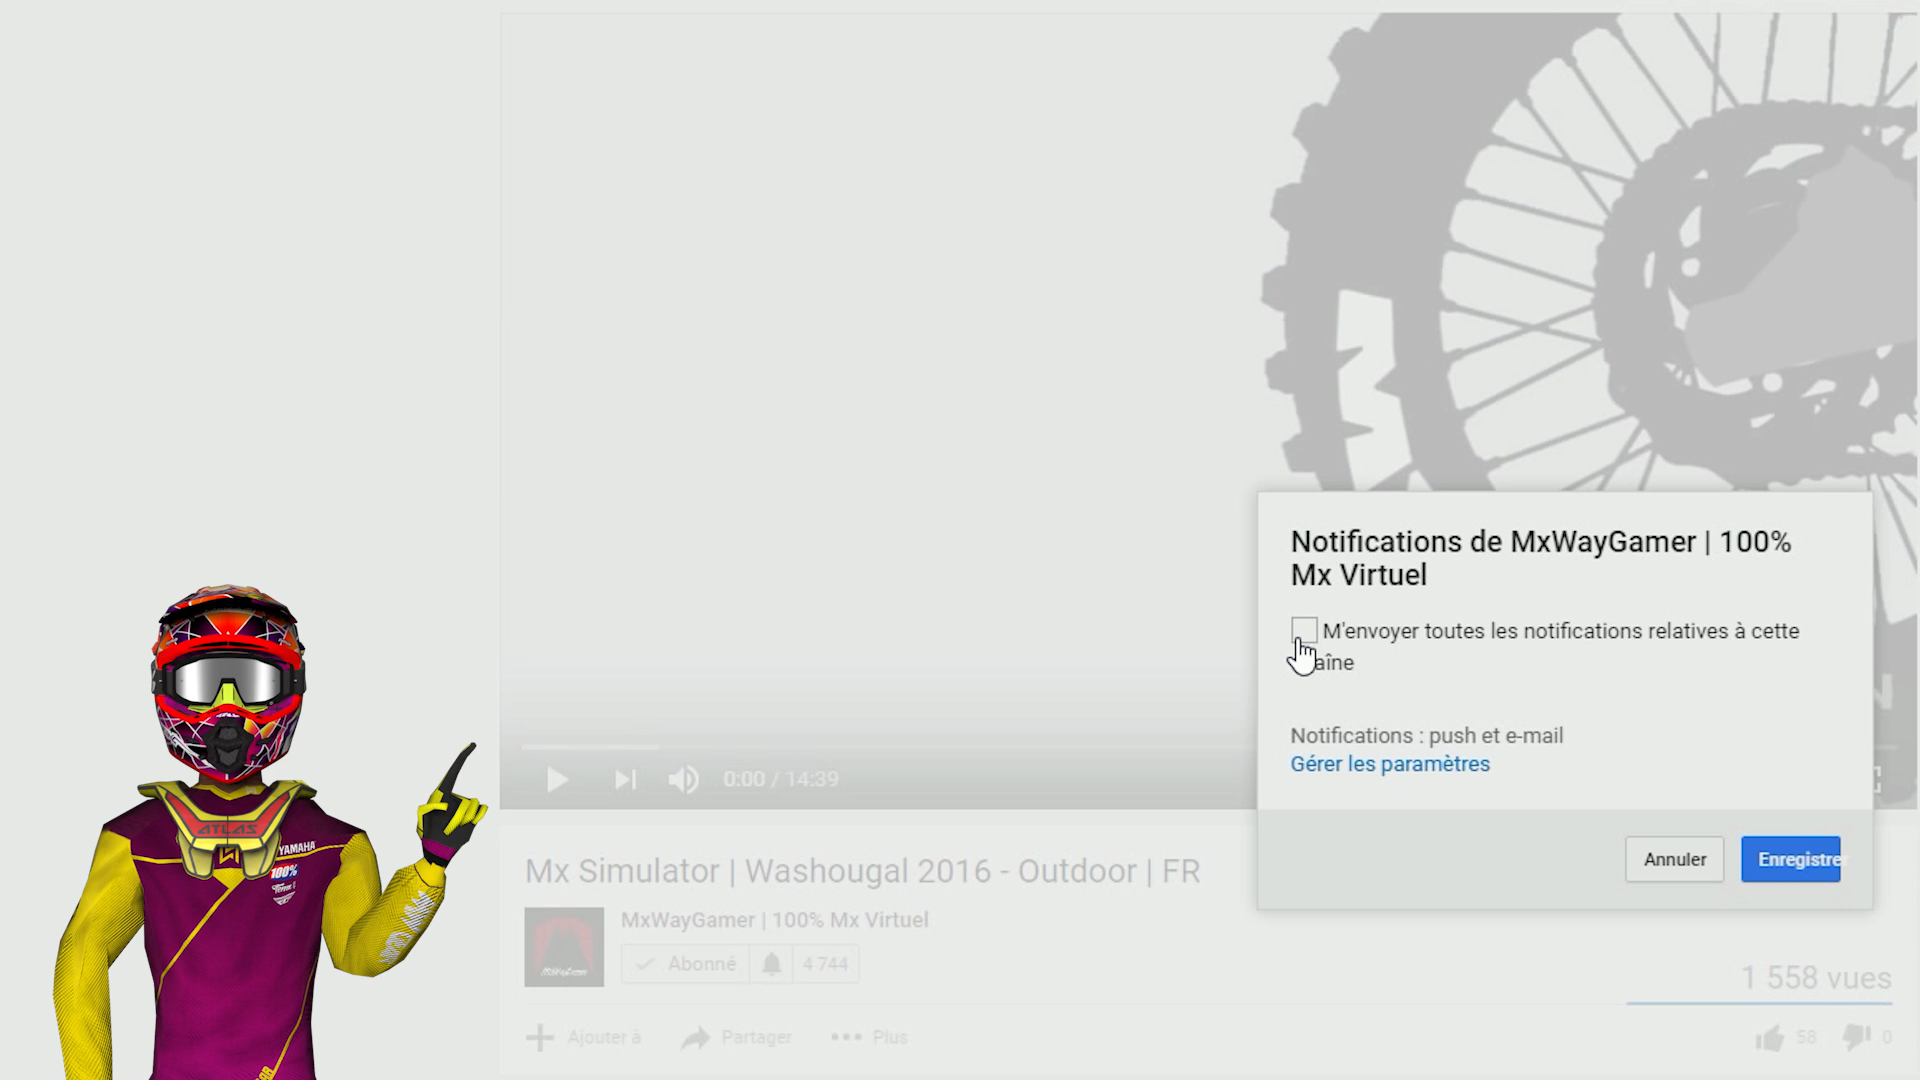 Notifications de MxWayGamer | 100%
Mx Virtuel
M'envoyer toutes les notifications relatives à cette
aîne
Notifications : push et e-mail
Gérer les paramètres
Annuler
Enregistrer
0:00 / 14:39
Mx Simulator | Washougal 2016 - Outdoor | FR
MxWayGamer | 100% Mx Virtuel
Abonné
4 744
1 558 vues
Ajouter à
Partager
Plus
58
0
ATLAS
YAMAHA
100%